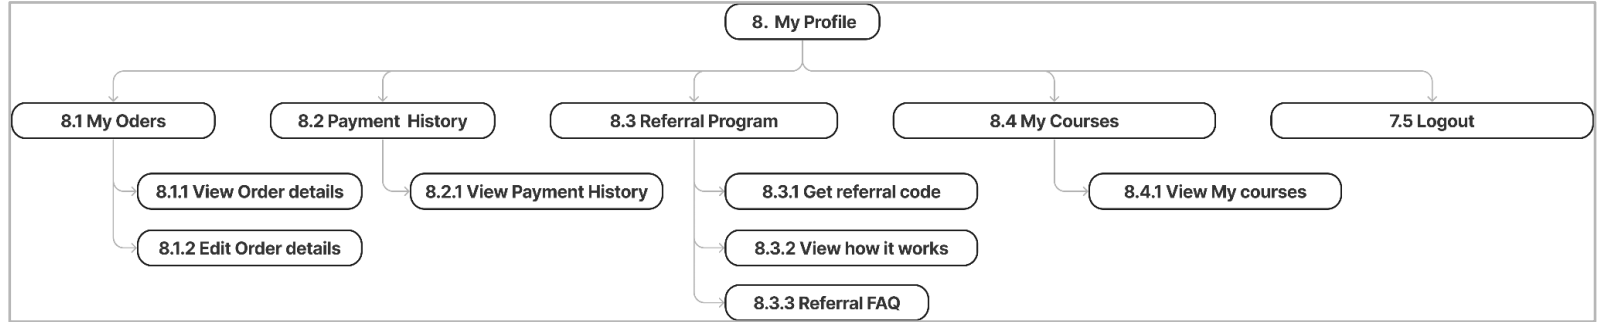 8. My Profile
8.1 My Oders
8.2 Payment History
8.3 Referral Program
8.4 My Courses
7.5 Logout
8.1.1 View Order details
8.2.1 View Payment History
8.3.1 Get referral code
8.4.1 View My courses
8.1.2 Edit Order details
8.3.2 View how it works
8.3.3 Referral FAQ